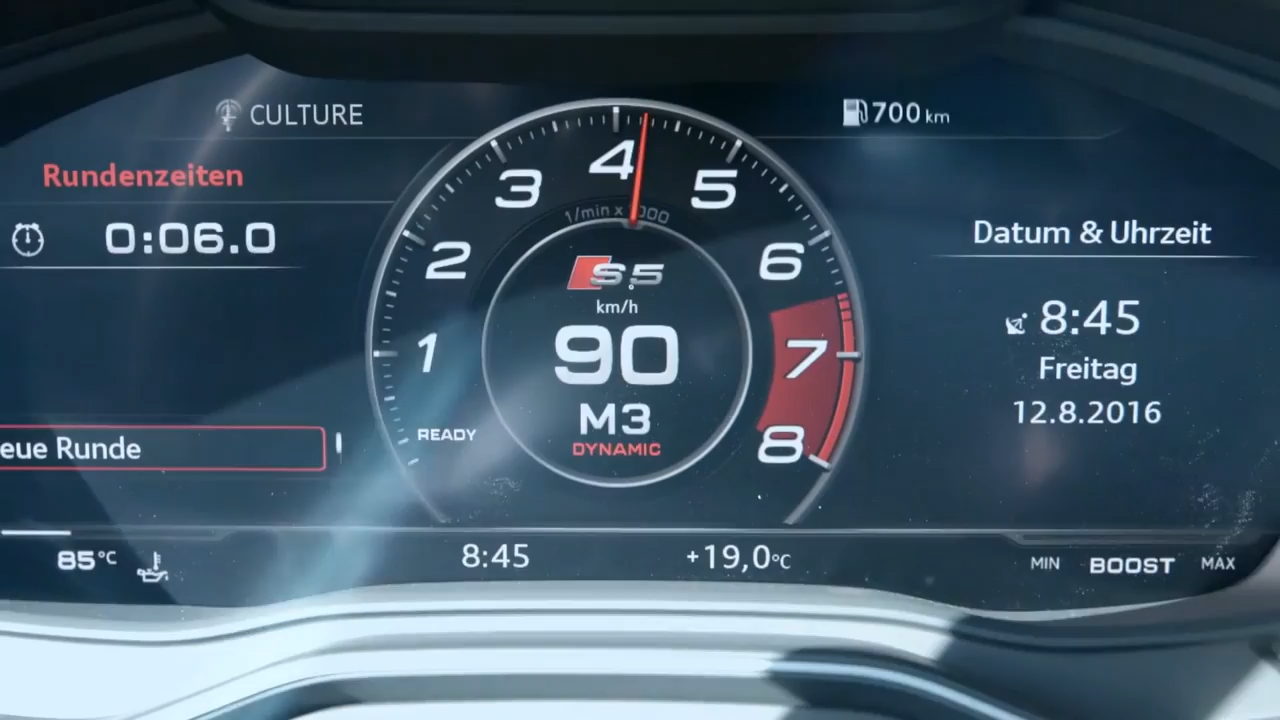 CULTURE
700 km
Rundenzeiten
0:06.0
1 2 3 4 5 6 7 8
1/min x 1000
S5
km/h
90
M3
DYNAMIC
READY
Datum & Uhrzeit
8:45
Freitag
12.8.2016
eue Runde
85°C
8:45
+19,0°C
MIN BOOST MAX